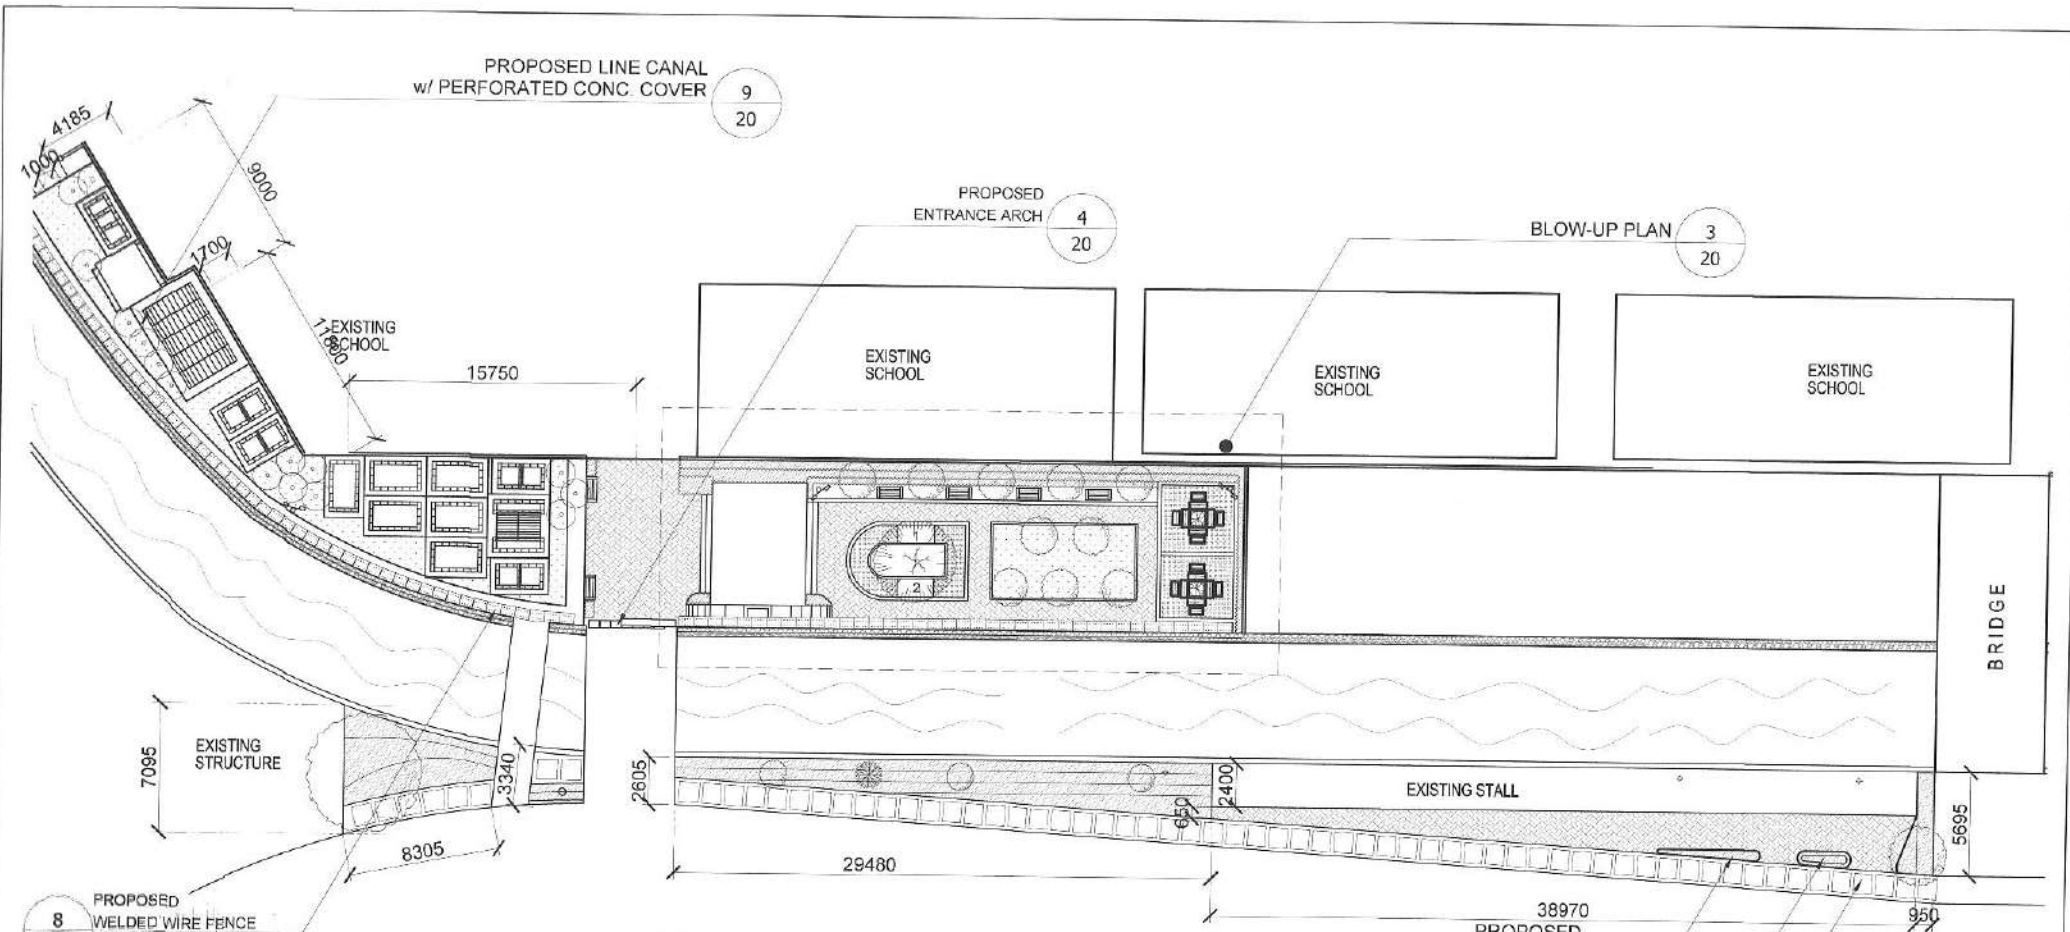 PROPOSED LINE CANAL
w/ PERFORATED CONC. COVER
9
20
4185
1000
9000
PROPOSED
ENTRANCE ARCH
4
20
BLOW-UP PLAN
3
20
1700
EXISTING
SCHOOL
15750
EXISTING
SCHOOL
EXISTING
SCHOOL
EXISTING
SCHOOL
1
2
BRIDGE
EXISTING
STRUCTURE
7095
3340
2605
2400
650
EXISTING STALL
5695
8305
29480
38970
950
8
PROPOSED
WELDED WIRE FENCE
PROPOSED